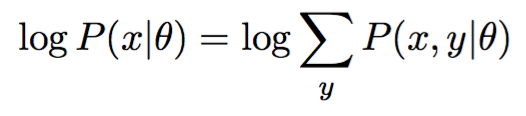 log P(x|θ) = log ∑_y P(x, y|θ)